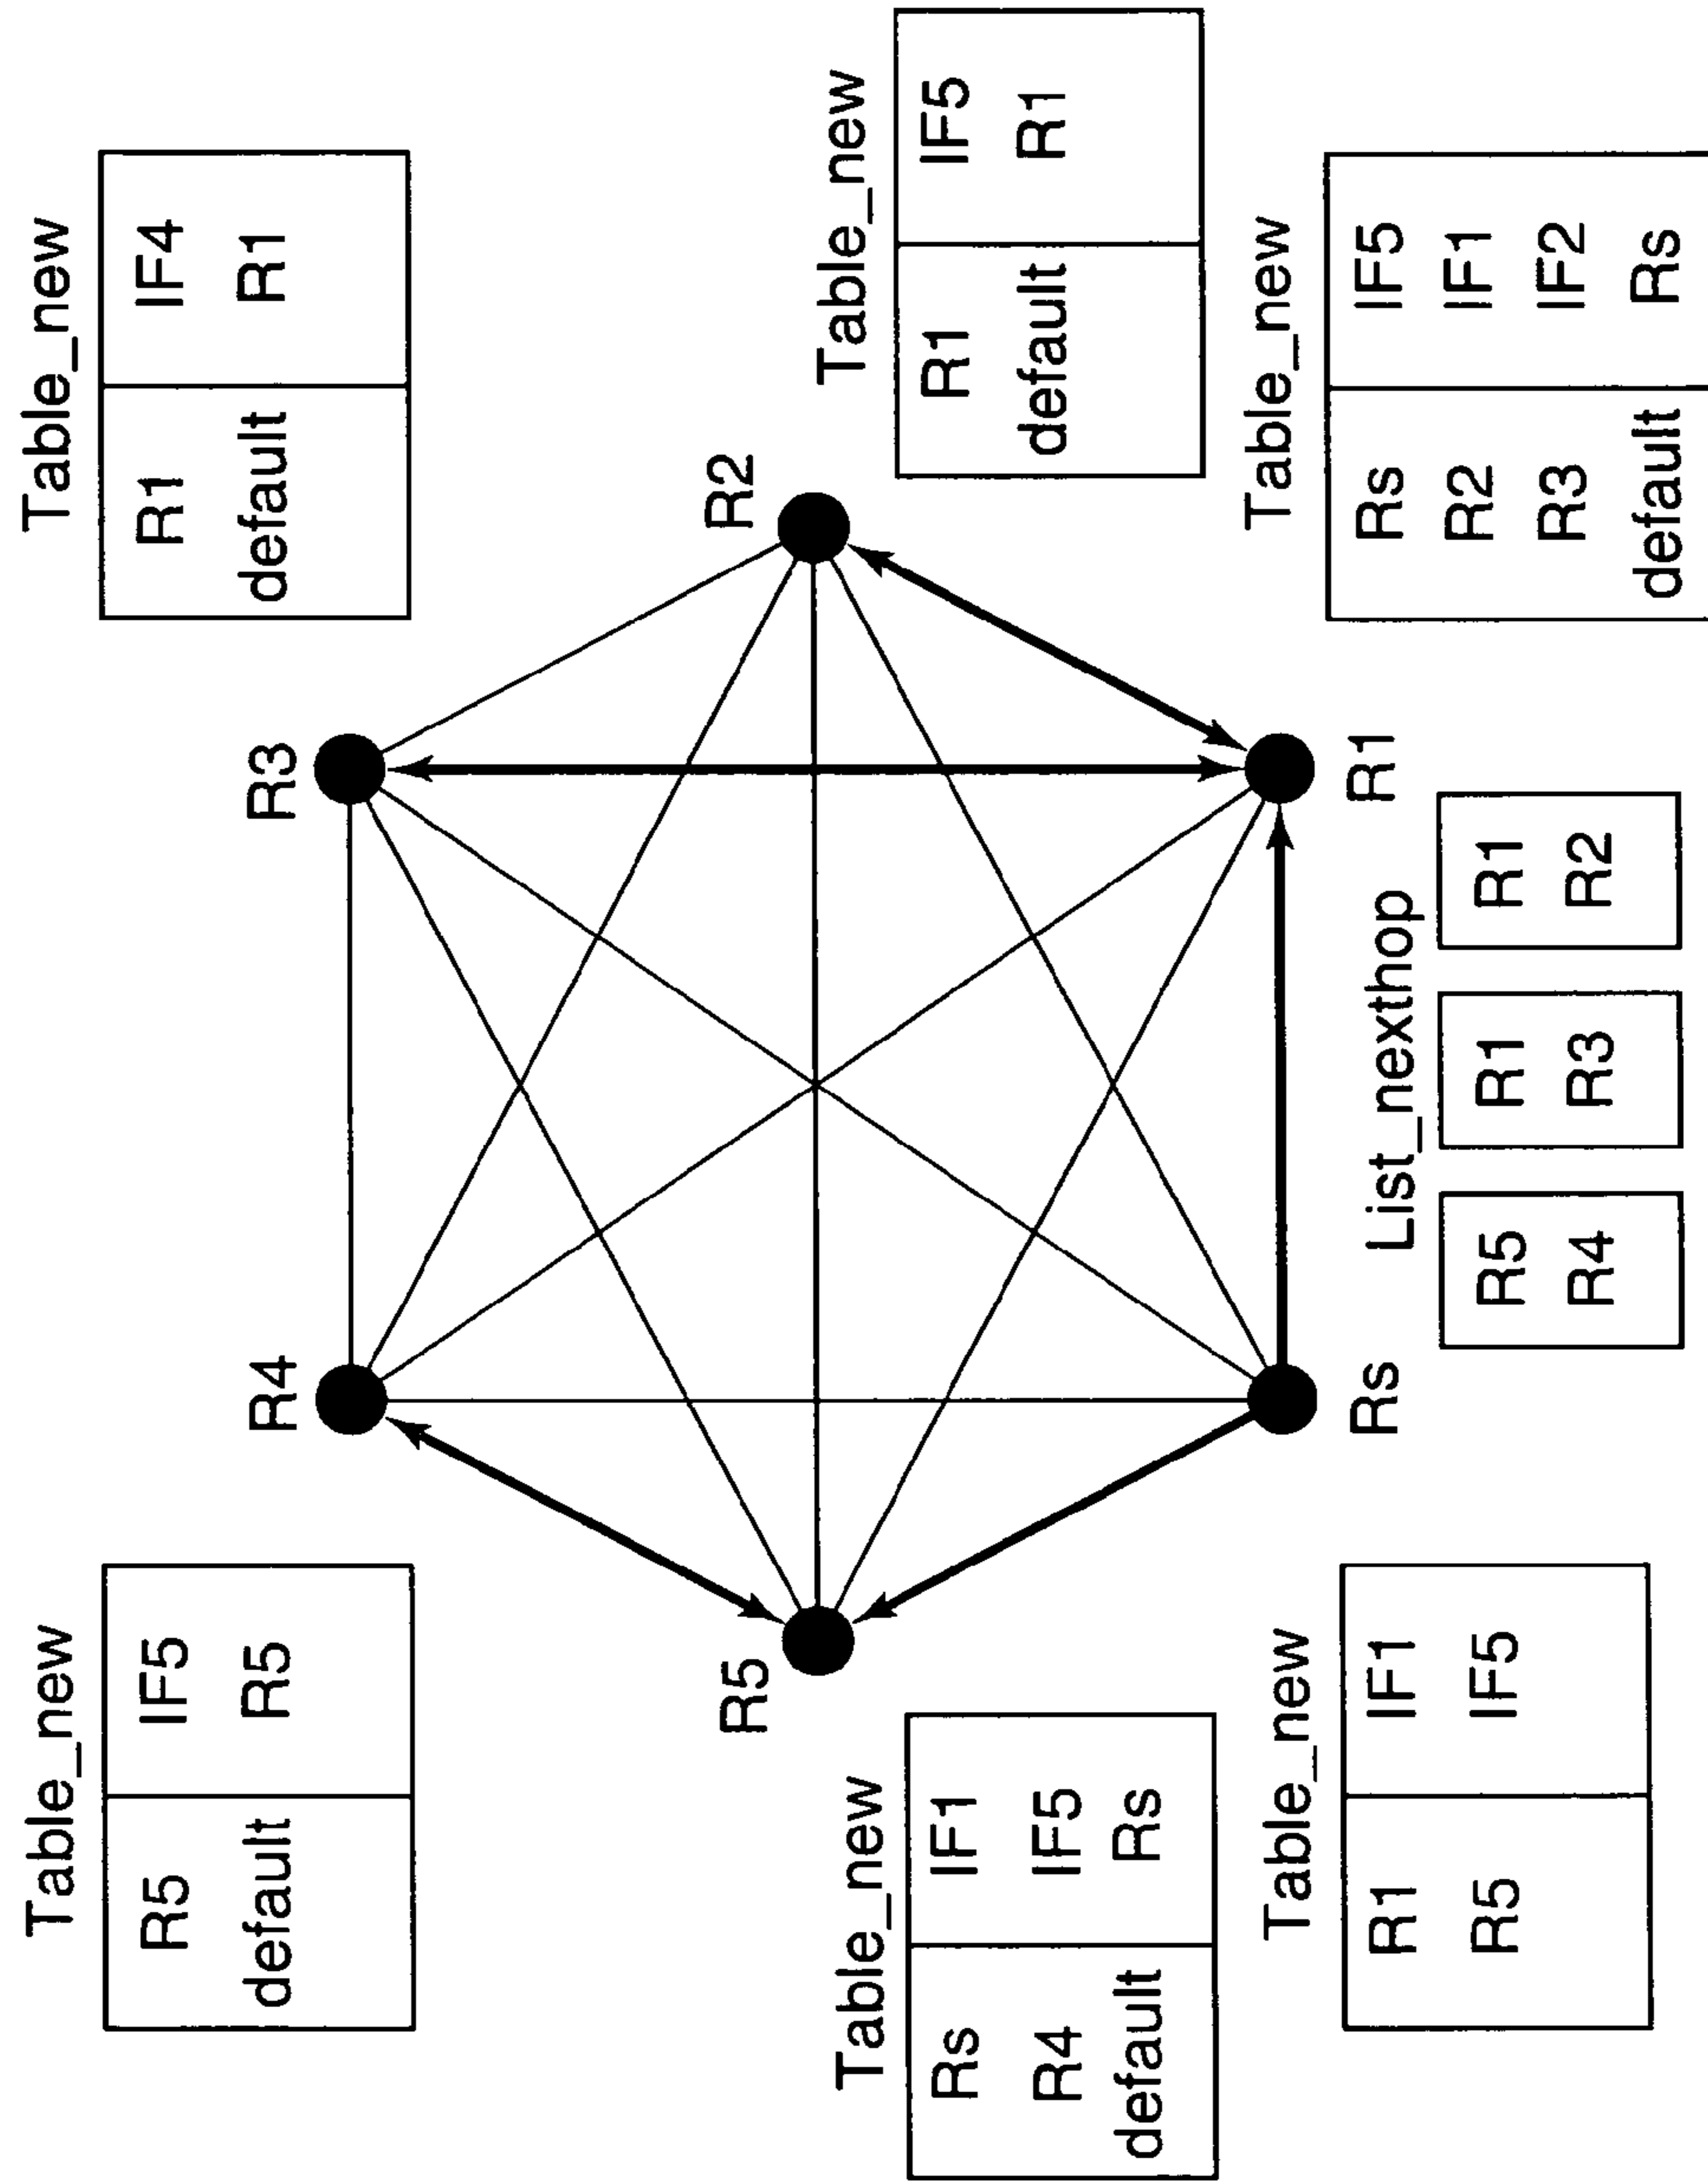 Table_new
R5 IF5
default R5
Table_new
R1 IF4
default R1
R4
R3
R5
R2
Table_new
Rs IF1
R4 IF5
default Rs
Table_new
R1 IF5
default R1
Rs
R1
Table_new
R1 IF1
R5 IF5
List_nexthop
R5
R4
R1
R3
R1
R2
Table_new
Rs IF5
R2 IF1
R3 IF2
default Rs